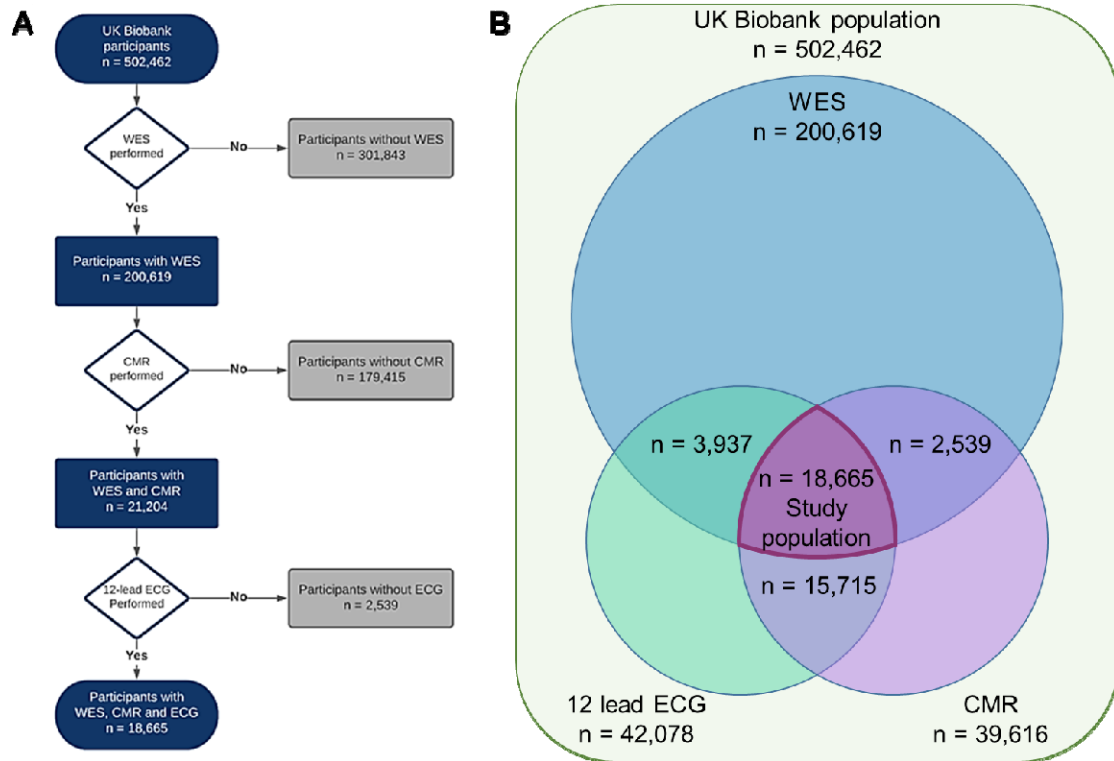 A
UK Biobank
participants
n = 502,462
WES
performed
No
Participants without WES
n = 301,843
Yes
Participants with WES
n = 200,619
CMR
performed
No
Participants without CMR
n = 179,415
Yes
Participants with
WES and CMR
n = 21,204
12-lead ECG
Performed
No
Participants without ECG
n = 2,539
Yes
Participants with
WES, CMR and ECG
n = 18,665
B
UK Biobank population
n = 502,462
WES
n = 200,619
n = 3,937
n = 2,539
n = 18,665
Study
population
n = 15,715
12 lead ECG
n = 42,078
CMR
n = 39,616